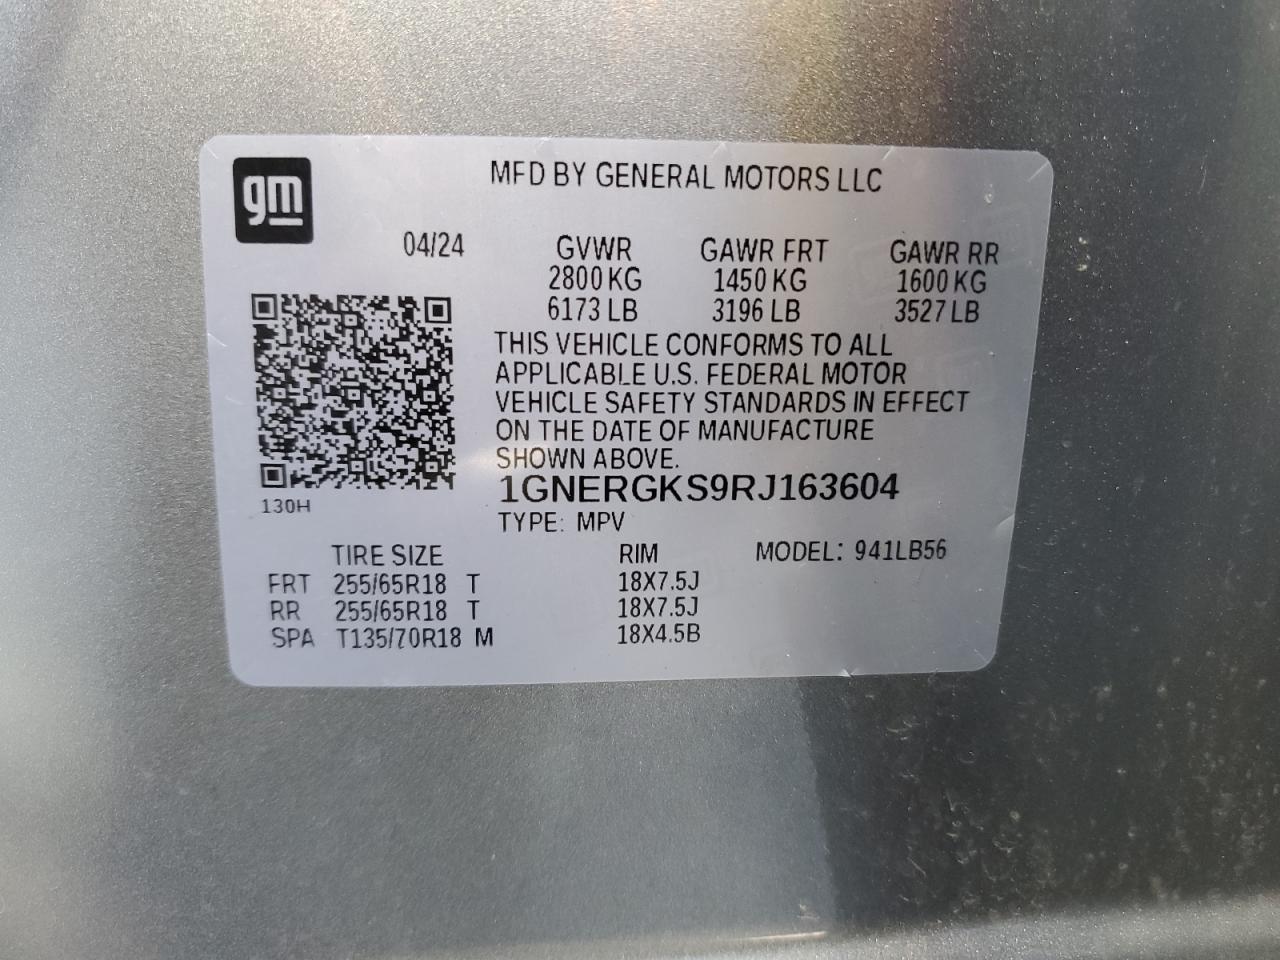 gm
MFD BY GENERAL MOTORS LLC
04/24 GVWR GAWR FRT GAWR RR
2800 KG 1450 KG 1600 KG
6173 LB 3196 LB 3527 LB
THIS VEHICLE CONFORMS TO ALL
APPLICABLE U.S. FEDERAL MOTOR
VEHICLE SAFETY STANDARDS IN EFFECT
ON THE DATE OF MANUFACTURE
SHOWN ABOVE.
1GNERGKS9RJ163604
130H
TYPE: MPV
TIRE SIZE RIM MODEL: 941LB56
FRT 255/65R18 T 18X7.5J
RR 255/65R18 T 18X7.5J
SPA T135/70R18 M 18X4.5B